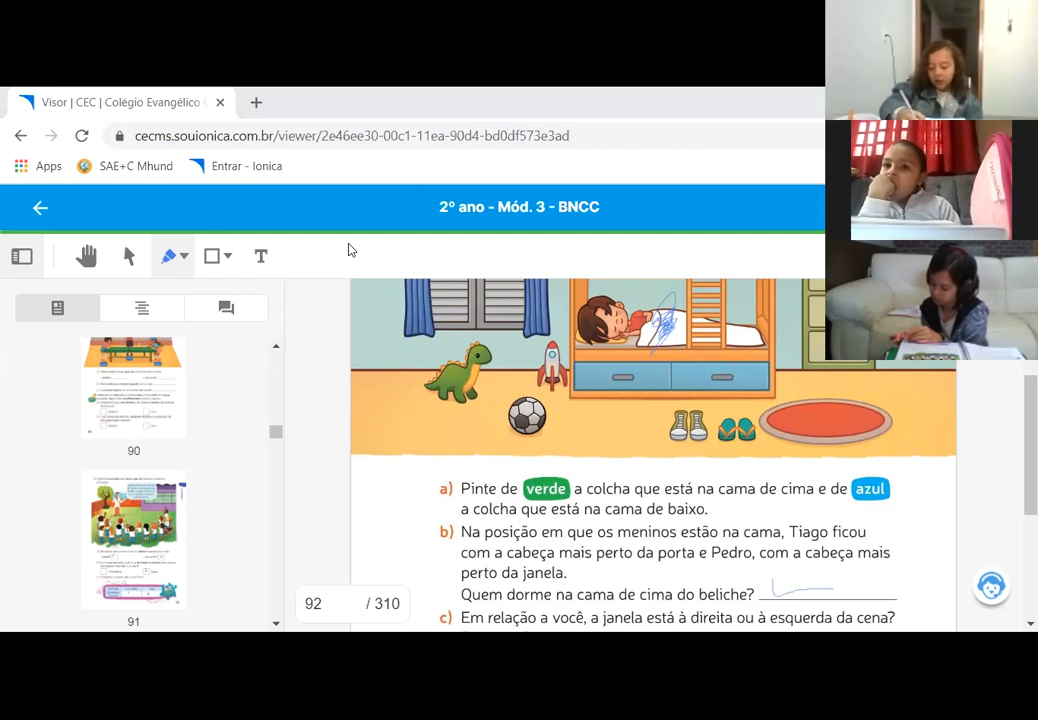 Visor | CEC | Colégio Evangélico
cecms.souionica.com.br/viewer/2e46ee30-00c1-11ea-90d4-bd0df573e3ad
Apps SAE+C Mhund Entrar - Ionica
2º ano - Mód. 3 - BNCC
T
90
91
92 / 310
a) Pinte de verde a colcha que está na cama de cima e de azul
a colcha que está na cama de baixo.
b) Na posição em que os meninos estão na cama, Tiago ficou
com a cabeça mais perto da porta e Pedro, com a cabeça mais
perto da janela.
Quem dorme na cama de cima do beliche?
c) Em relação a você, a janela está à direita ou à esquerda da cena?